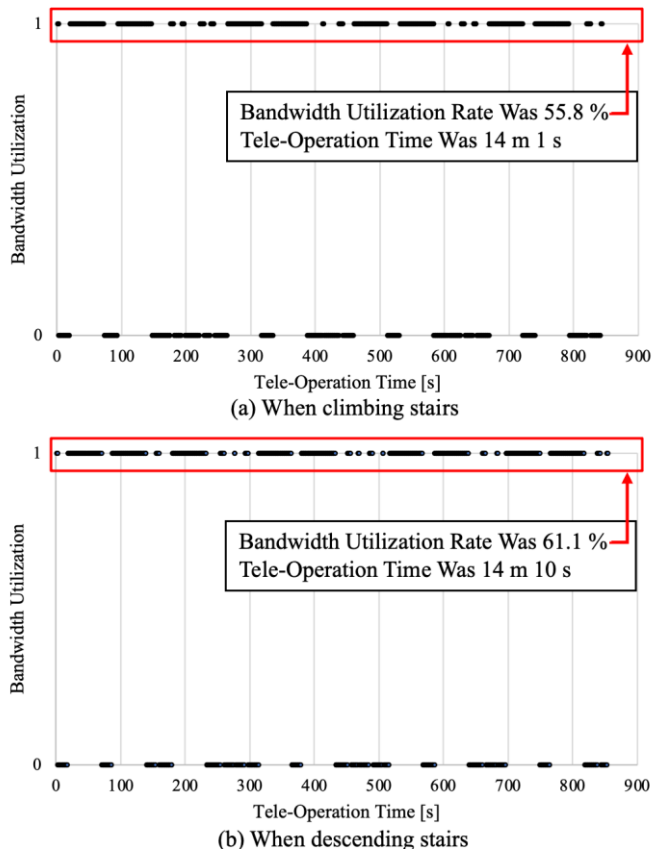 1
Bandwidth Utilization Rate Was 55.8 %
Tele-Operation Time Was 14 m 1 s
Bandwidth Utilization
0
0 100 200 300 400 500 600 700 800 900
Tele-Operation Time [s]
(a) When climbing stairs
1
Bandwidth Utilization Rate Was 61.1 %
Tele-Operation Time Was 14 m 10 s
Bandwidth Utilization
0
0 100 200 300 400 500 600 700 800 900
Tele-Operation Time [s]
(b) When descending stairs